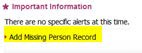 Important Information
There are no specific alerts at this time.
Add Missing Person Record